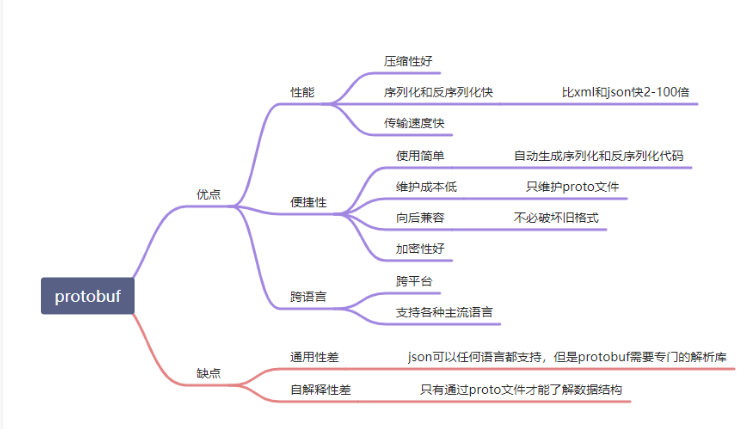 protobuf
优点
性能
压缩性好
序列化和反序列化快
比xml和json快2-100倍
传输速度快
便捷性
使用简单
自动生成序列化和反序列化代码
维护成本低
只维护proto文件
向后兼容
不必破坏旧格式
加密性好
跨语言
跨平台
支持各种主流语言
缺点
通用性差
json可以任何语言都支持，但是protobuf需要专门的解析库
自解释性差
只有通过proto文件才能了解数据结构